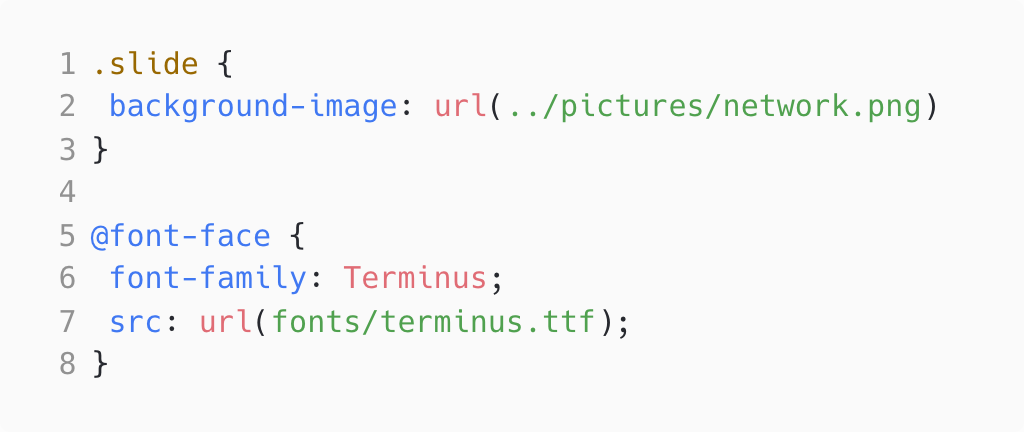 1 .slide {
2  background-image: url(../pictures/network.png)
3 }
4
5 @font-face {
6  font-family: Terminus;
7  src: url(fonts/terminus.ttf);
8 }